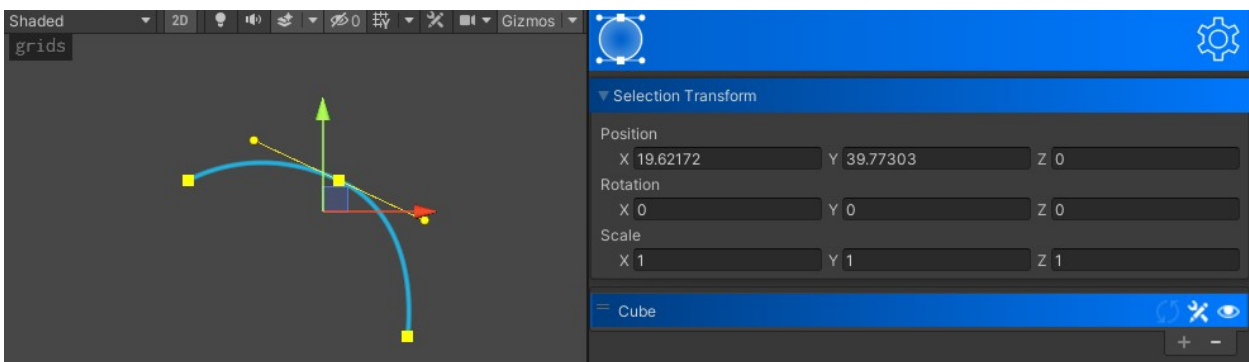 Shaded 2D 0 Gizmos
grids
Selection Transform
Position
X 19.62172 Y 39.77303 Z 0
Rotation
X 0 Y 0 Z 0
Scale
X 1 Y 1 Z 1
Cube